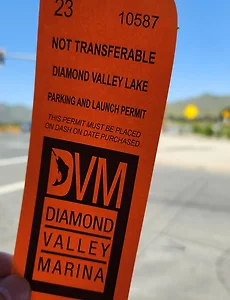 23
10587
NOT TRANSFERABLE
DIAMOND VALLEY LAKE
PARKING AND LAUNCH PERMIT
THIS PERMIT MUST BE PLACED
ON DASH ON DATE PURCHASED
DVM
DIAMOND
VALLEY
MARINA